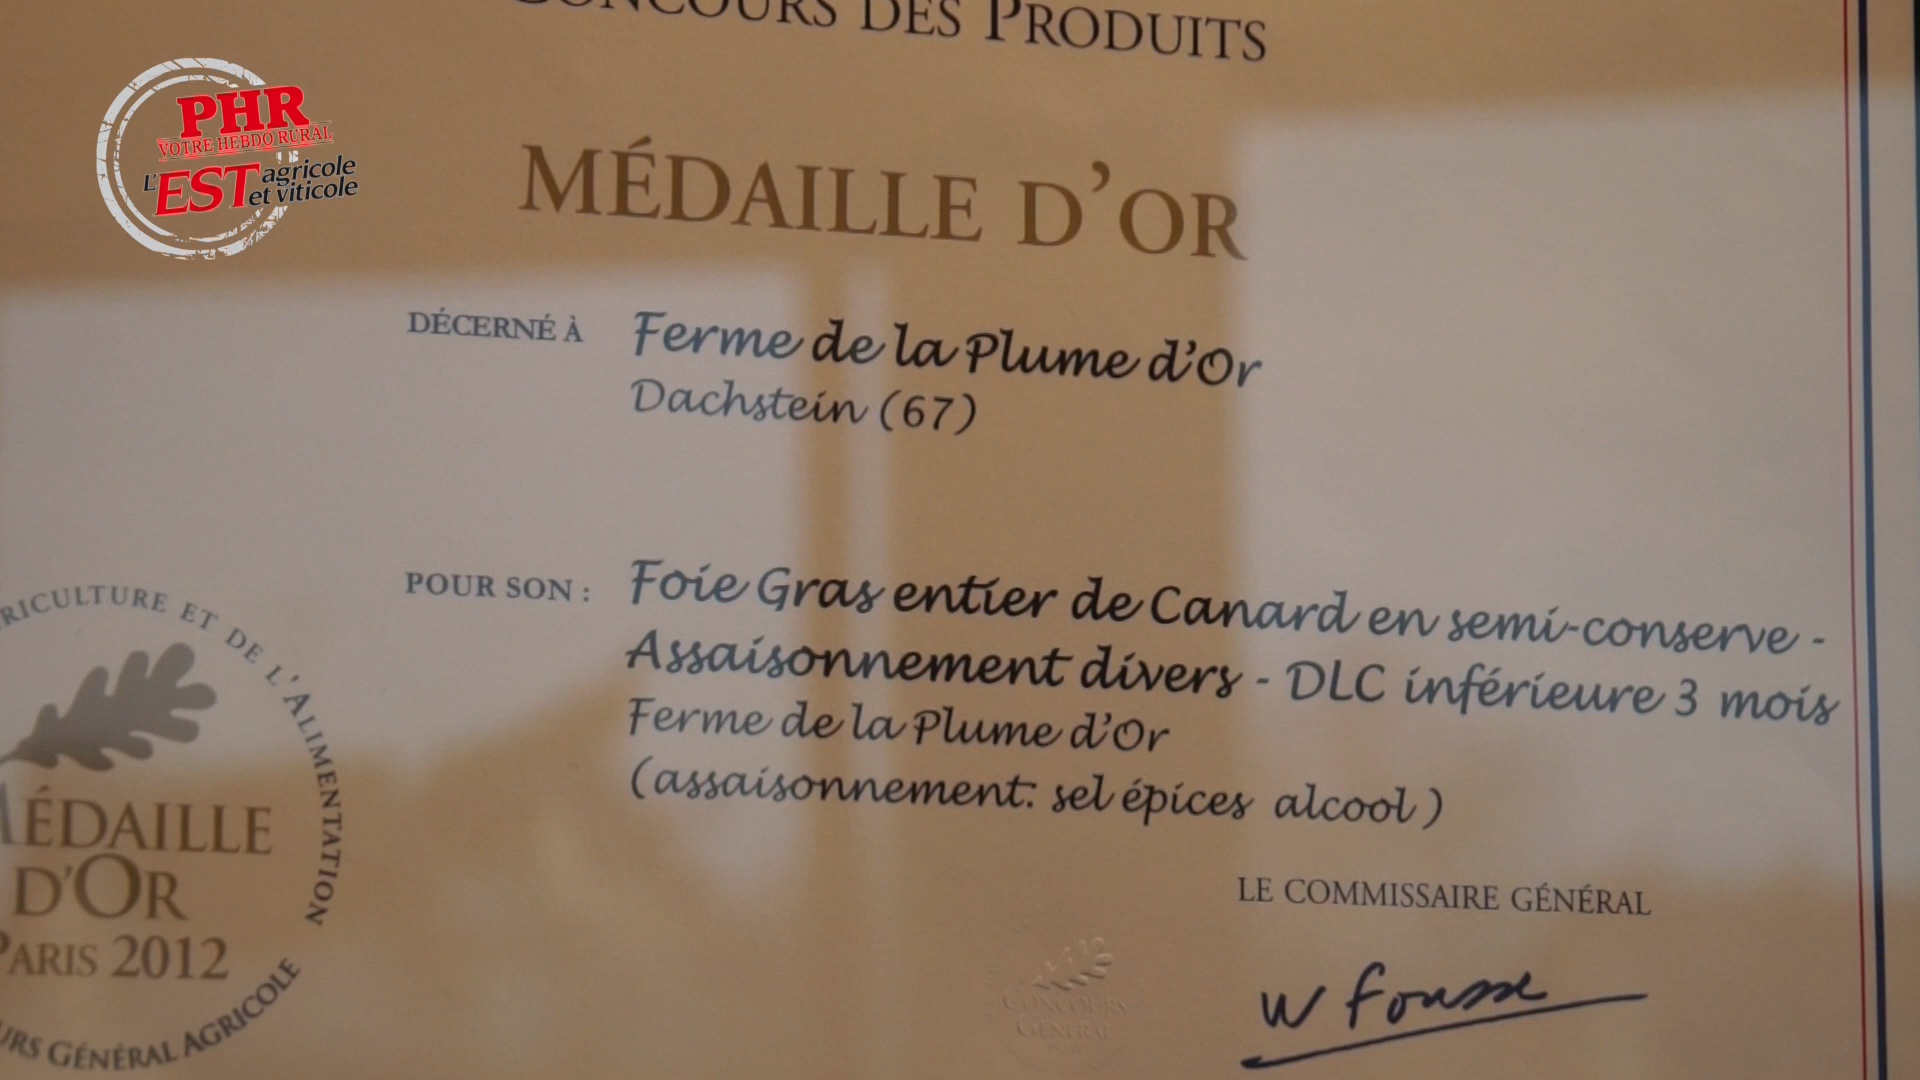 CONCOURS DES PRODUITS
PHR
VOTRE HEBDO RURAL
L'EST agricole
et viticole
MÉDAILLE D'OR
DÉCERNÉ À Ferme de la Plume d'Or
Dachstein (67)
POUR SON : Foie Gras entier de Canard en semi-conserve -
Assaisonnement divers - DLC inférieure 3 mois
Ferme de la Plume d'Or
(assaisonnement: sel épices alcool )
RICULTURE ET DE L'ALIMENTATION
MÉDAILLE
D'OR
PARIS 2012
URS GÉNÉRAL AGRICOLE
LE COMMISSAIRE GÉNÉRAL
CONCOURS
GÉNÉRAL